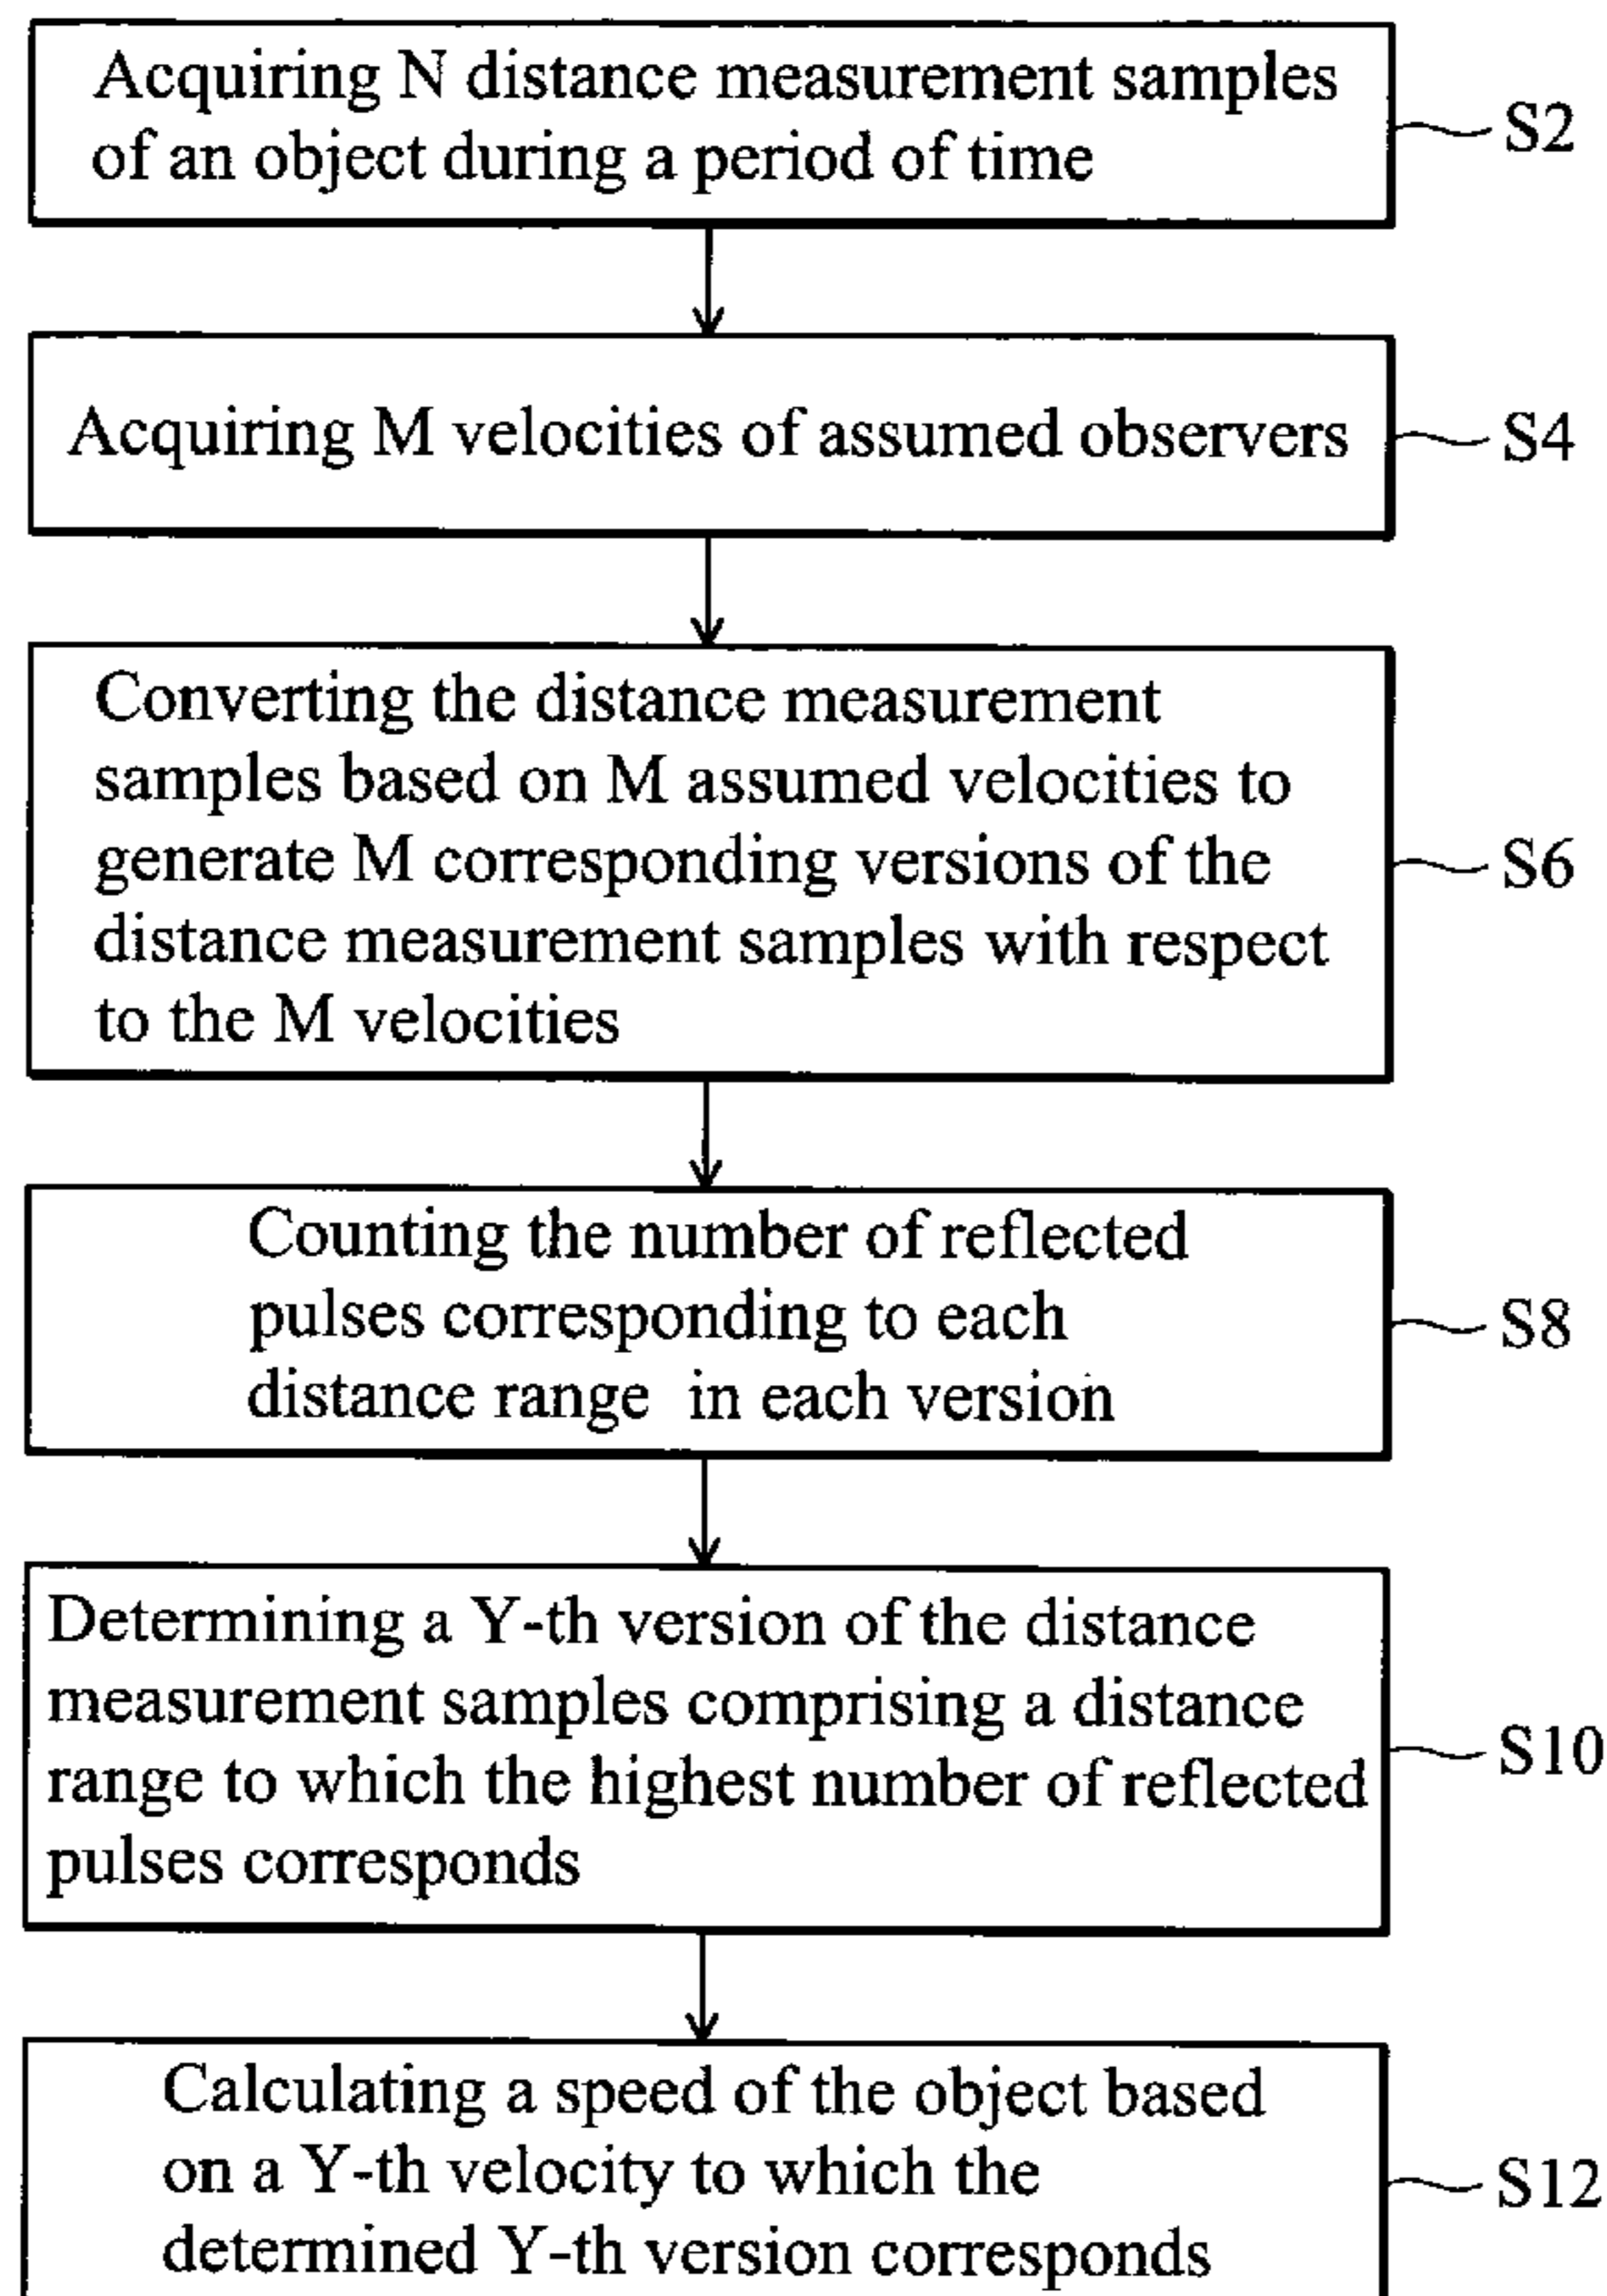 Acquiring N distance measurement samples
of an object during a period of time
S2
Acquiring M velocities of assumed observers
S4
Converting the distance measurement
samples based on M assumed velocities to
generate M corresponding versions of the
distance measurement samples with respect
to the M velocities
S6
Counting the number of reflected
pulses corresponding to each
distance range in each version
S8
Determining a Y-th version of the distance
measurement samples comprising a distance
range to which the highest number of reflected
pulses corresponds
S10
Calculating a speed of the object based
on a Y-th velocity to which the
determined Y-th version corresponds
S12